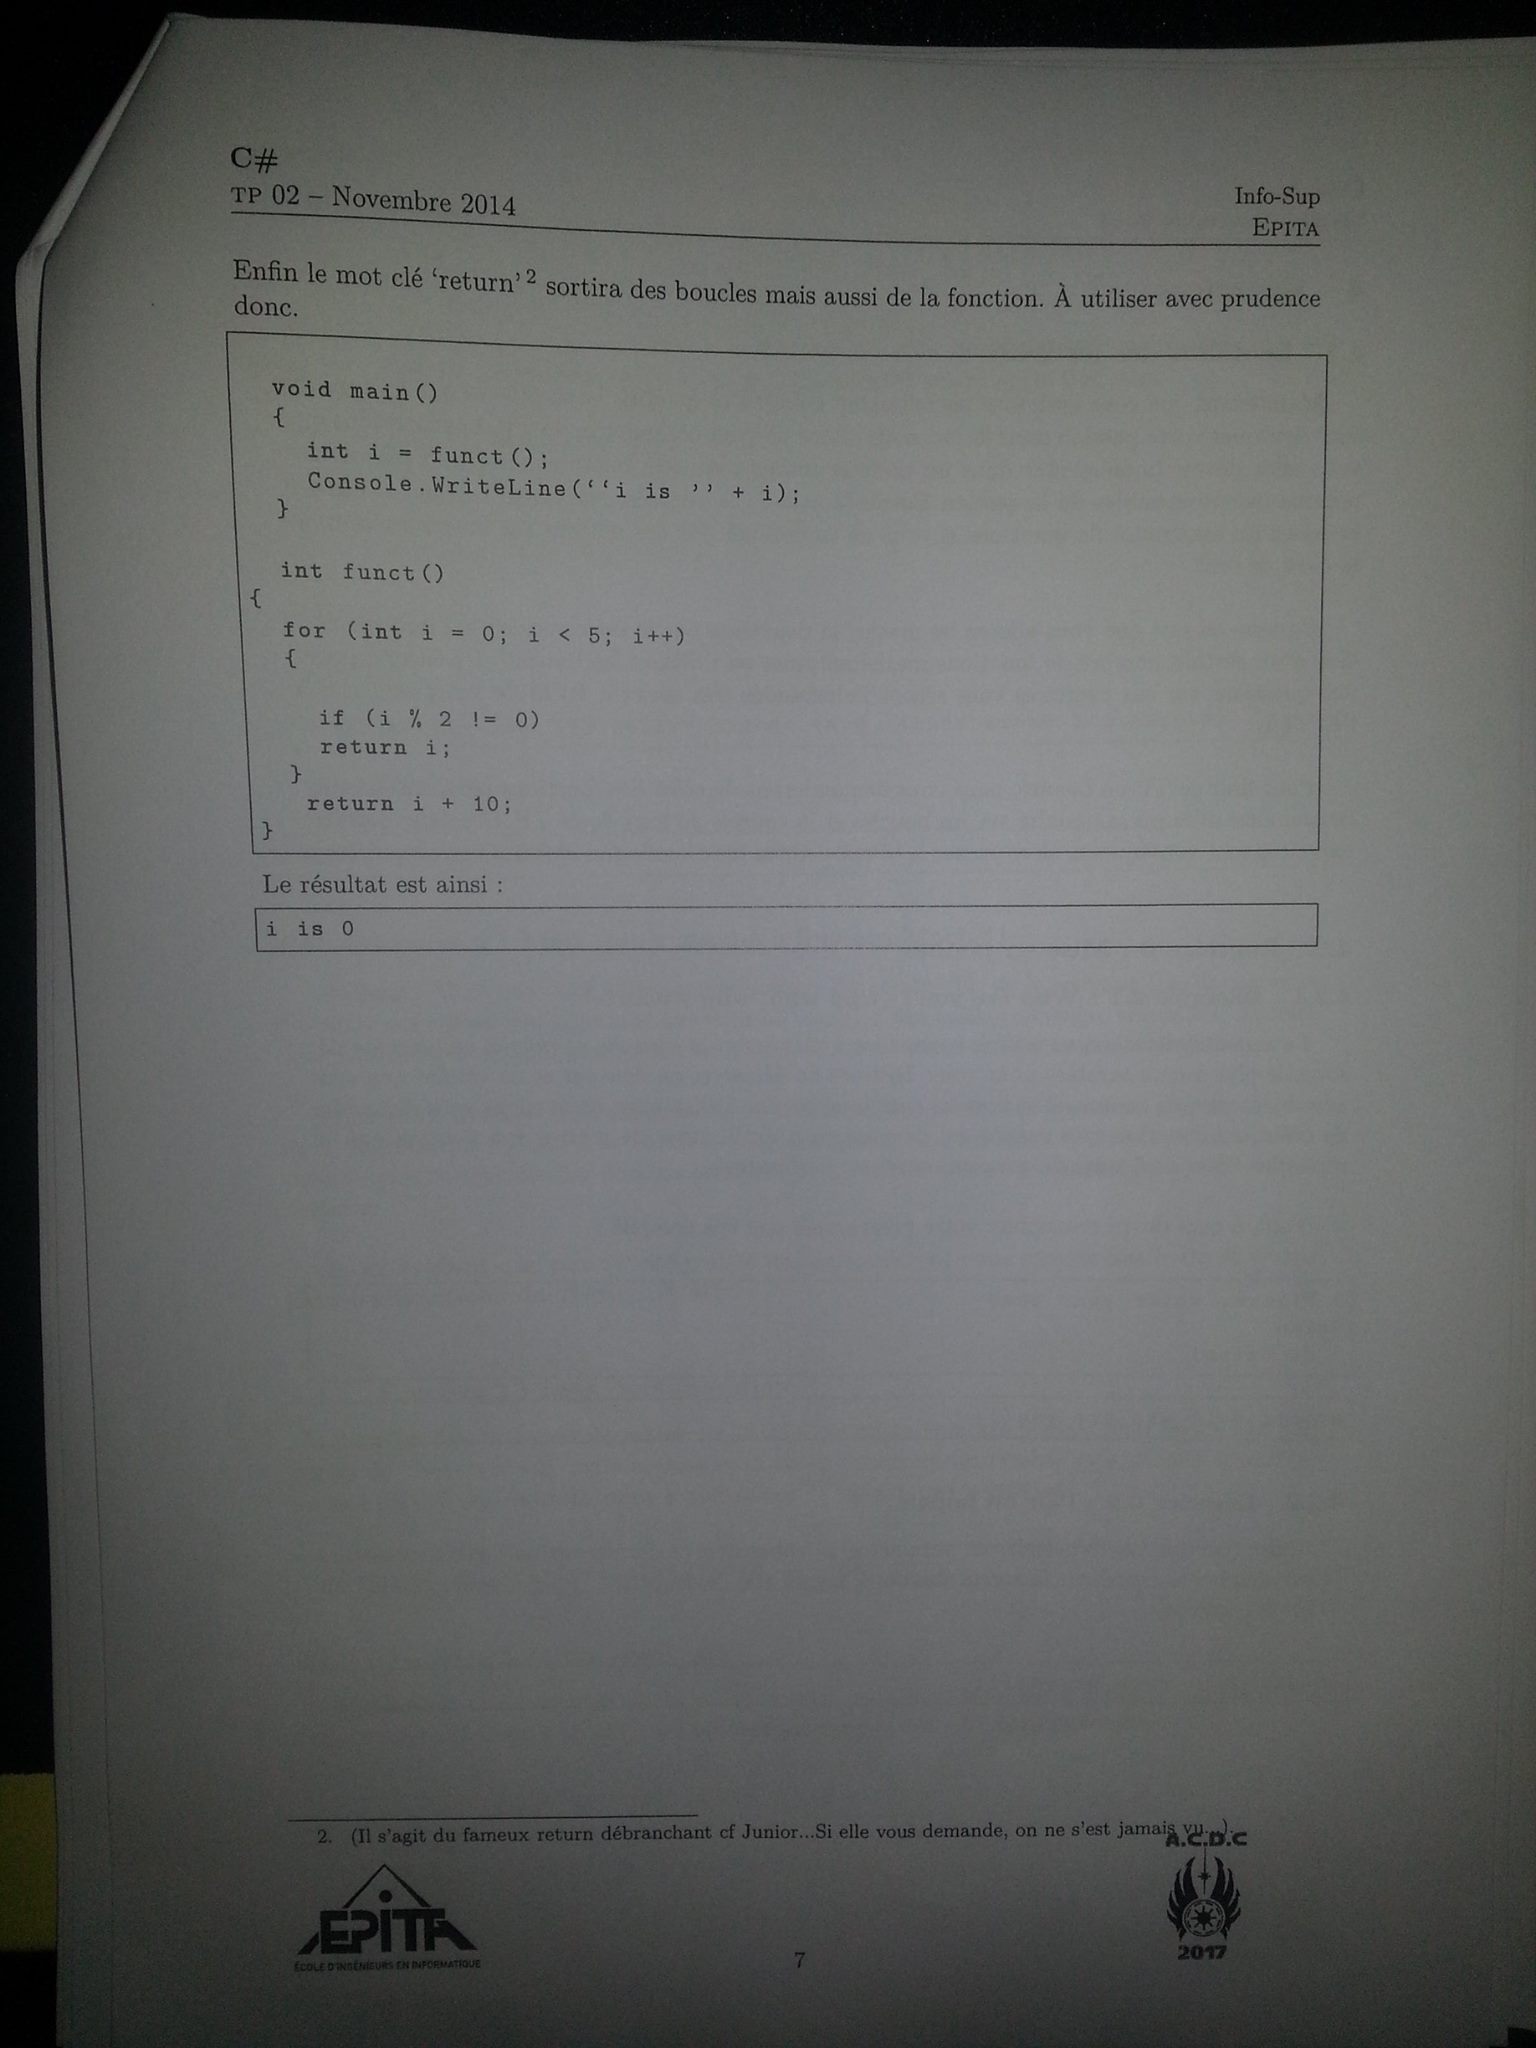 C#
TP 02 – Novembre 2014
Info-Sup
EPITA
Enfin le mot clé ‘return’ 2 sortira des boucles mais aussi de la fonction. À utiliser avec prudence
donc.
void main()
{
int i = funct();
Console.WriteLine(‘‘i is ’’ + i);
}
int funct()
{
for (int i = 0; i < 5; i++)
{
if (i % 2 != 0)
return i;
}
return i + 10;
}
Le résultat est ainsi :
i is 0
2. (Il s'agit du fameux return débranchant cf Junior...Si elle vous demande, on ne s'est jamais vu...).
A.C.D.C
EPITA
ÉCOLE D'INGÉNIEURS EN INFORMATIQUE
7
2017